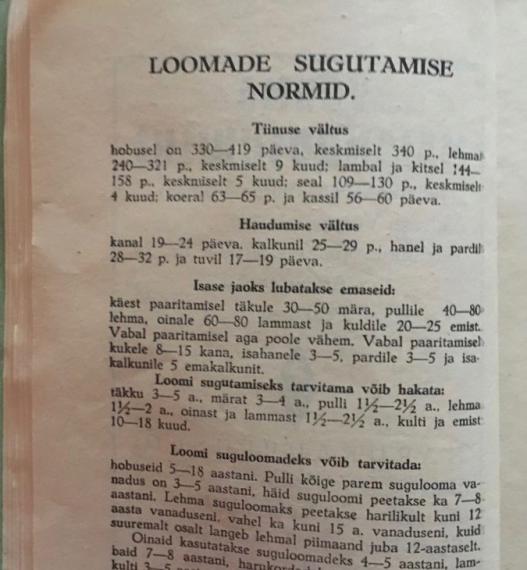 LOOMADE SUGUTAMISE
NORMID.
Tiinuse vältus
hobusel on 330—419 päeva, keskmiselt 340 p., lehmal
240—321 p., keskmiselt 9 kuud; lambal ja kitsel 144—
158 p., keskmiselt 5 kuud; seal 109—130 p., keskmiselt
4 kuud; koeral 63—65 p. ja kassil 56—60 päeva.
Haudumise vältus
kanal 19—24 päeva, kalkunil 25—29 p., hanel ja pardil
28—32 p. ja tuvil 17—19 päeva.
Isase jaoks lubatakse emaseid:
käest paaritamisel täkule 30—50 mära, pullile 40—80
lehma, oinale 60—80 lammast ja kuldile 20—25 emist.
Vabal paaritamisel aga poole vähem. Vabal paaritamisel
kukele 8—15 kana, isahanele 3—5, pardile 3—5 ja isa-
kalkunile 5 emakalkunit.
Loomi sugutamiseks tarvitama võib hakata:
täkku 3—5 a., märat 3—4 a., pulli 1½—2½ a., lehma
1½—2 a., oinast ja lammast 1½—2½ a., kulti ja emist
10—18 kuud.
Loomi suguloomadeks võib tarvitada:
hobuseid 5—18 aastani. Pulli kõige parem sugulooma va-
nadus on 3—5 aastani, häid suguloomi peetakse ka 7—8
aastani. Lehma suguloomaks peetakse harilikult kuni 12
aasta vanaduseni, vahel ka kuni 15 a. vanaduseni, kuid
suuremalt osalt langeb lehmal piimaand juba 12-aastaselt.
Oinaid kasutatakse suguloomadeks 4—5 aastani, lam-
baid 7—8 aastani,
kulti 3—5